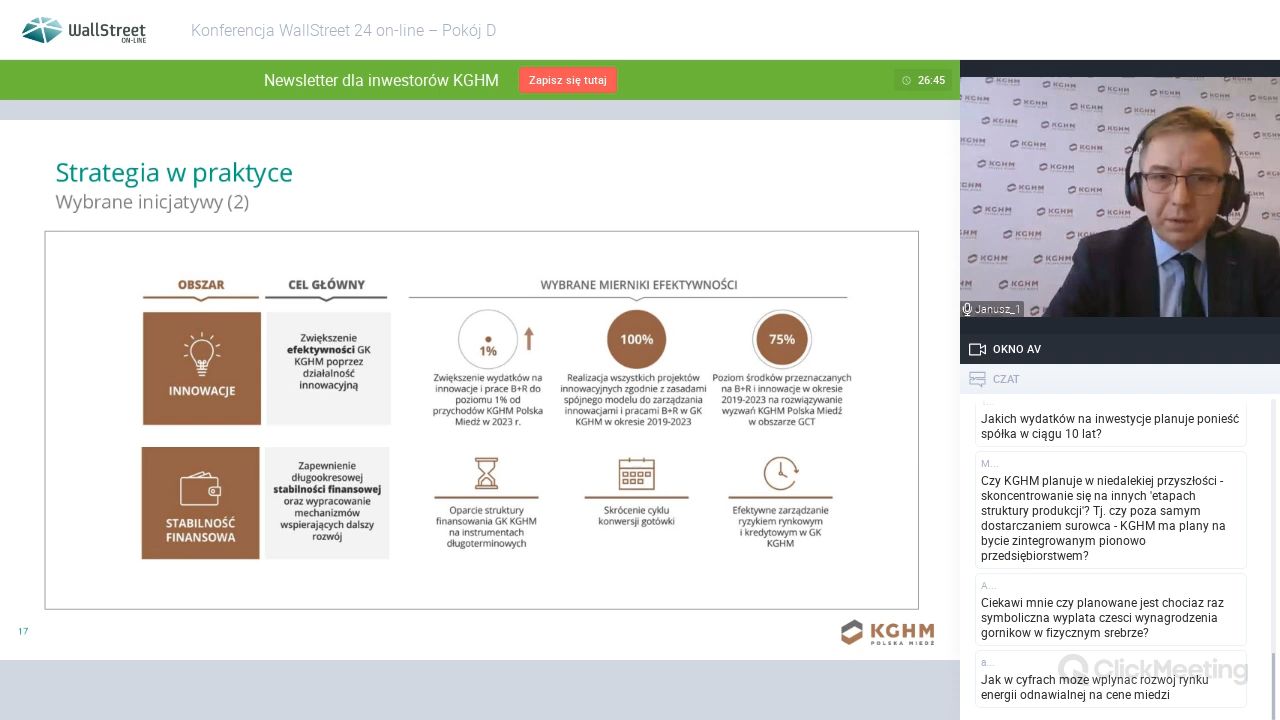 WallStreet
ON-LINE
Konferencja WallStreet 24 on-line – Pokój D
Newsletter dla inwestorów KGHM
Zapisz się tutaj
26:45
Strategia w praktyce
Wybrane inicjatywy (2)
OBSZAR
CEL GŁÓWNY
WYBRANE MIERNIKI EFEKTYWNOŚCI
INNOWACJE
Zwiększenie
efektywności GK
KGHM poprzez
działalność
innowacyjną
1%
Zwiększenie wydatków na
innowacje i prace B+R do
poziomu 1% od
przychodów KGHM Polska
Miedź w 2023 r.
100%
Realizacja wszystkich projektów
innowacyjnych zgodnie z zasadami
spójnego modelu do zarządzania
innowacjami i pracami B+R w GK
KGHM w okresie 2019-2023
75%
Poziom środków przeznaczanych
na B+R i innowacje w okresie
2019-2023 na rozwiązywanie
wyzwań KGHM Polska Miedź
w obszarze GCT
STABILNOŚĆ
FINANSOWA
Zapewnienie
długookresowej
stabilności finansowej
oraz wypracowanie
mechanizmów
wspierających dalszy
rozwój
Oparcie struktury
finansowania GK KGHM
na instrumentach
długoterminowych
Skrócenie cyklu
konwersji gotówki
Efektywne zarządzanie
ryzykiem rynkowym
i kredytowym w GK
KGHM
17
KGHM
POLSKA MIEDŹ
KGHM
Janusz_1
OKNO AV
CZAT
Jakich wydatków na inwestycje planuje ponieść
spółka w ciągu 10 lat?
M...
Czy KGHM planuje w niedalekiej przyszłości -
skoncentrowanie się na innych 'etapach
struktury produkcji'? Tj. czy poza samym
dostarczaniem surowca - KGHM ma plany na
bycie zintegrowanym pionowo
przedsiębiorstwem?
A...
Ciekawi mnie czy planowane jest chociaz raz
symboliczna wyplata czesci wynagrodzenia
gornikow w fizycznym srebrze?
a...
Jak w cyfrach moze wplynac rozwoj rynku
energii odnawialnej na cene miedzi
ClickMeeting